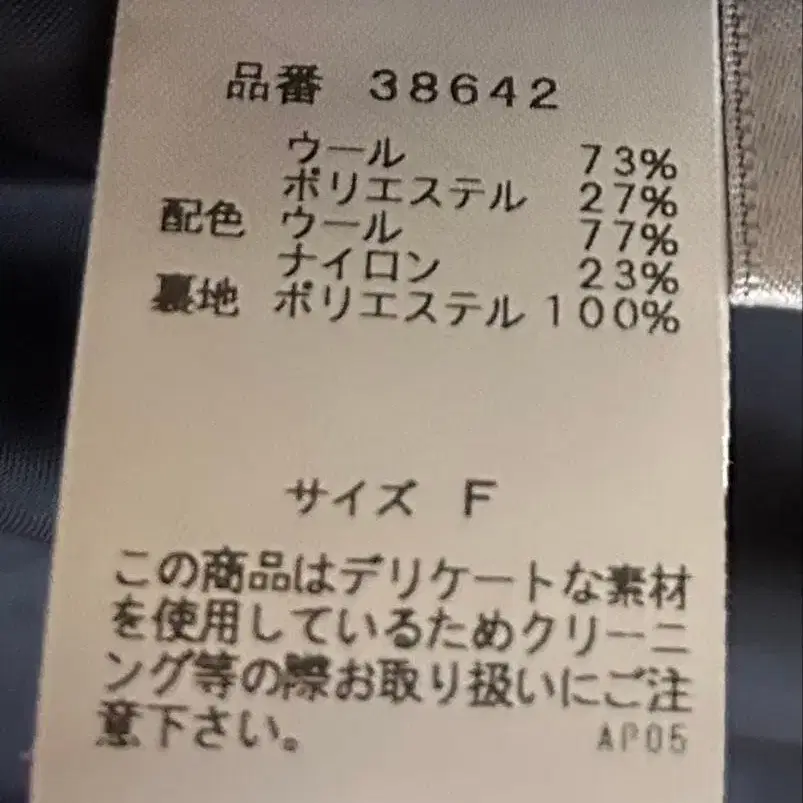 品番 38642
ウール 73%
ポリエステル 27%
配色 ウール 77%
ナイロン 23%
裏地 ポリエステル 100%
サイズ F
この商品はデリケートな素材
を使用しているためクリーニ
ング等の際お取り扱いにご注
意下さい。
AP05